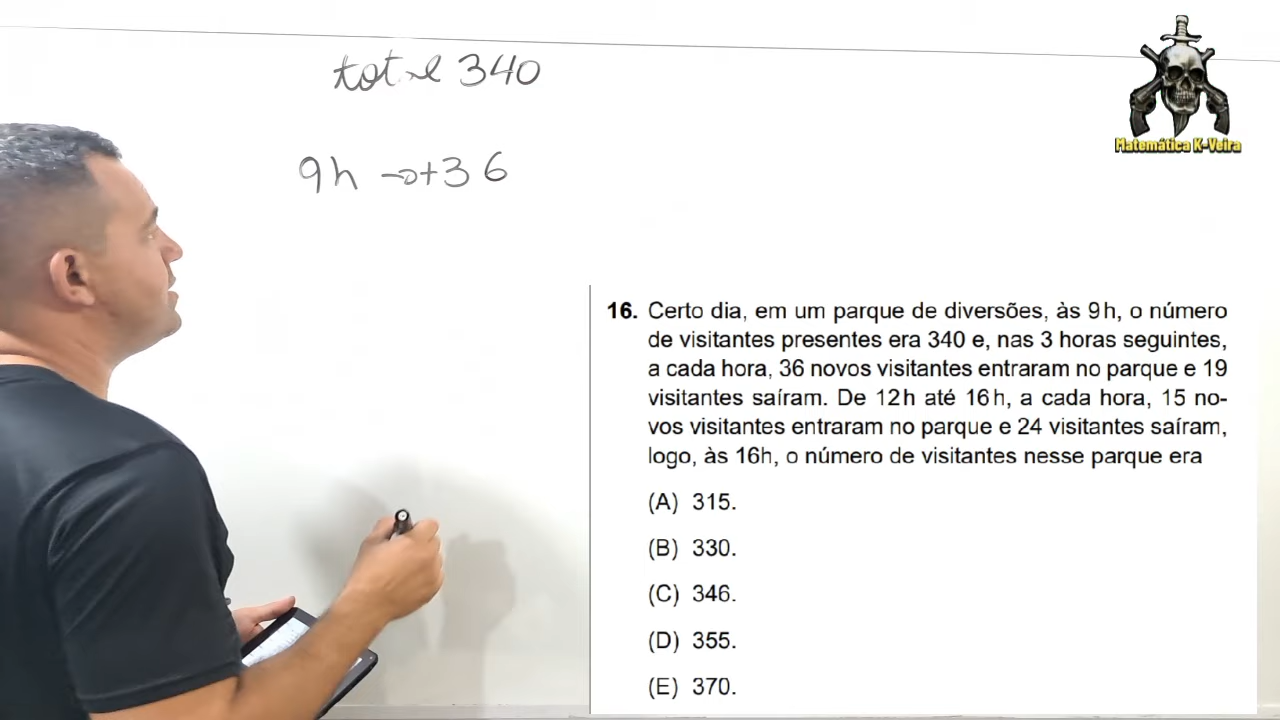 total 340
9h →+36
Matemática K-Veira
16. Certo dia, em um parque de diversões, às 9h, o número
de visitantes presentes era 340 e, nas 3 horas seguintes,
a cada hora, 36 novos visitantes entraram no parque e 19
visitantes saíram. De 12h até 16h, a cada hora, 15 no-
vos visitantes entraram no parque e 24 visitantes saíram,
logo, às 16h, o número de visitantes nesse parque era
(A) 315.
(B) 330.
(C) 346.
(D) 355.
(E) 370.